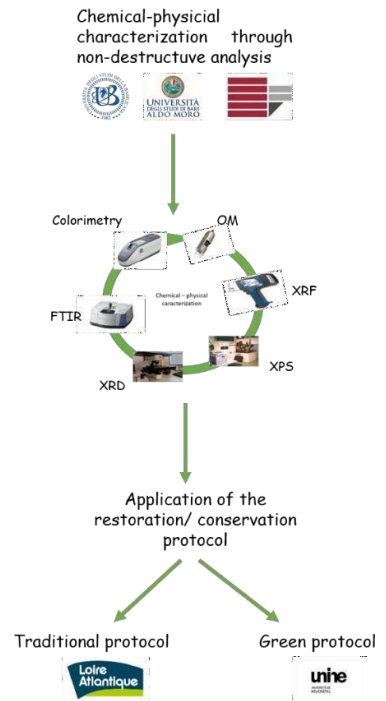 Chemical-physicial
characterization through
non-destructuve analysis
UNIVERSITÀ
DEGLI STUDI DI BARI
ALDO MORO
Colorimetry
OM
Chemical – physical
caracterization
XRF
FTIR
XPS
XRD
Application of the
restoration/ conservation
protocol
Traditional protocol
Green protocol
Loire
Atlantique
unine